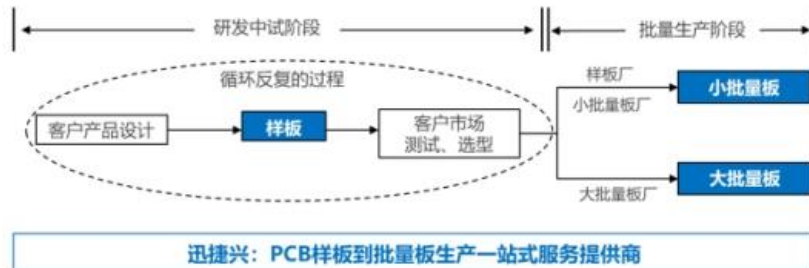 研发中试阶段
批量生产阶段
循环反复的过程
客户产品设计
样板
客户市场
测试、选型
样板厂
小批量板厂
小批量板
大批量板厂
大批量板
迅捷兴：PCB样板到批量板生产一站式服务提供商